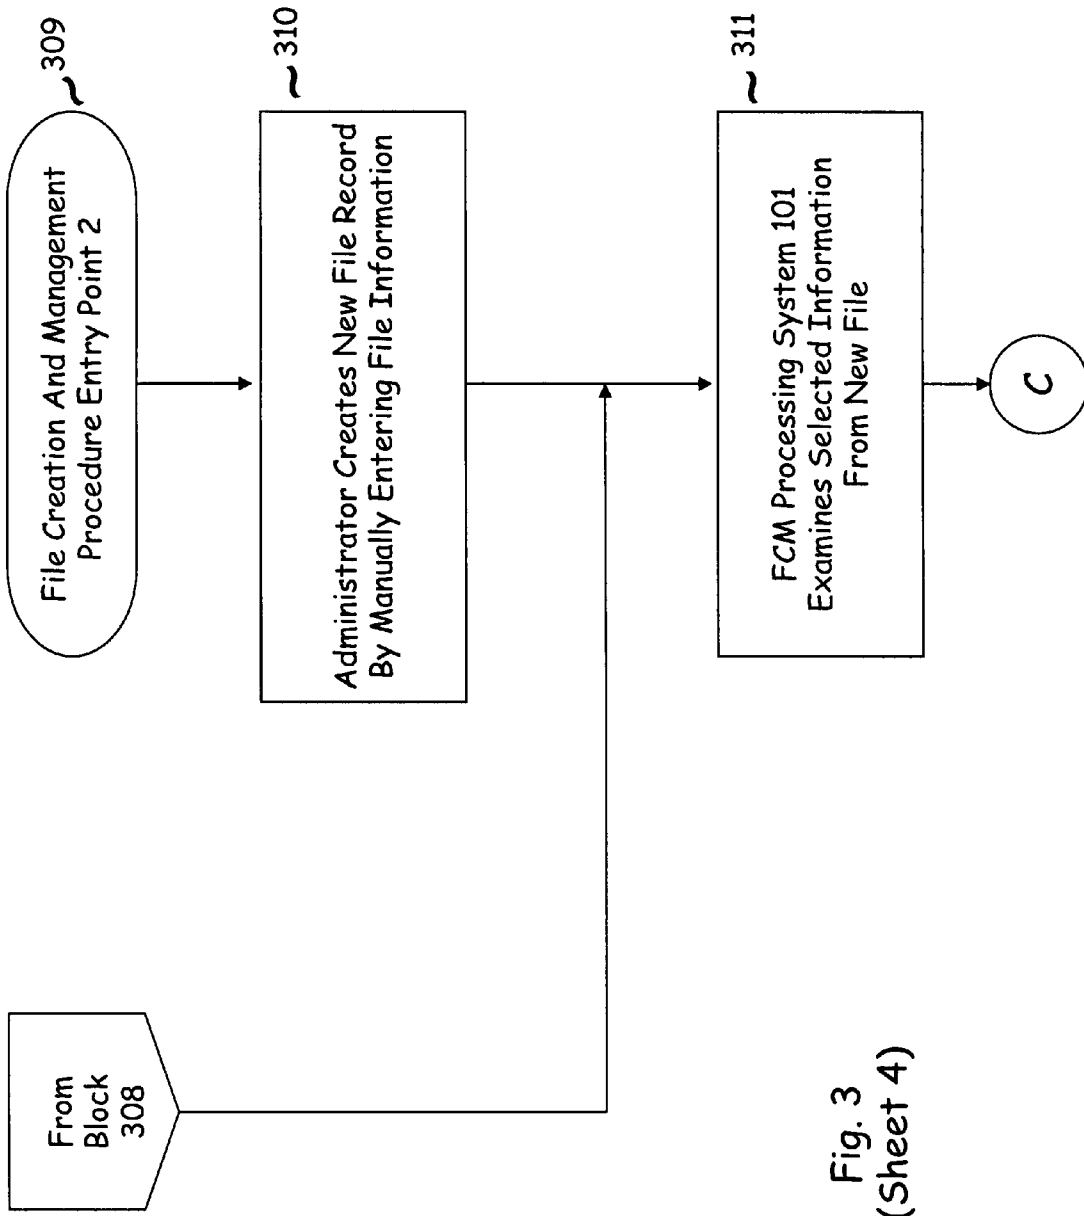 From
Block
308
File Creation And Management
Procedure Entry Point 2
309
Administrator Creates New File Record
By Manually Entering File Information
310
FCM Processing System 101
Examines Selected Information
From New File
311
C
Fig. 3
(Sheet 4)